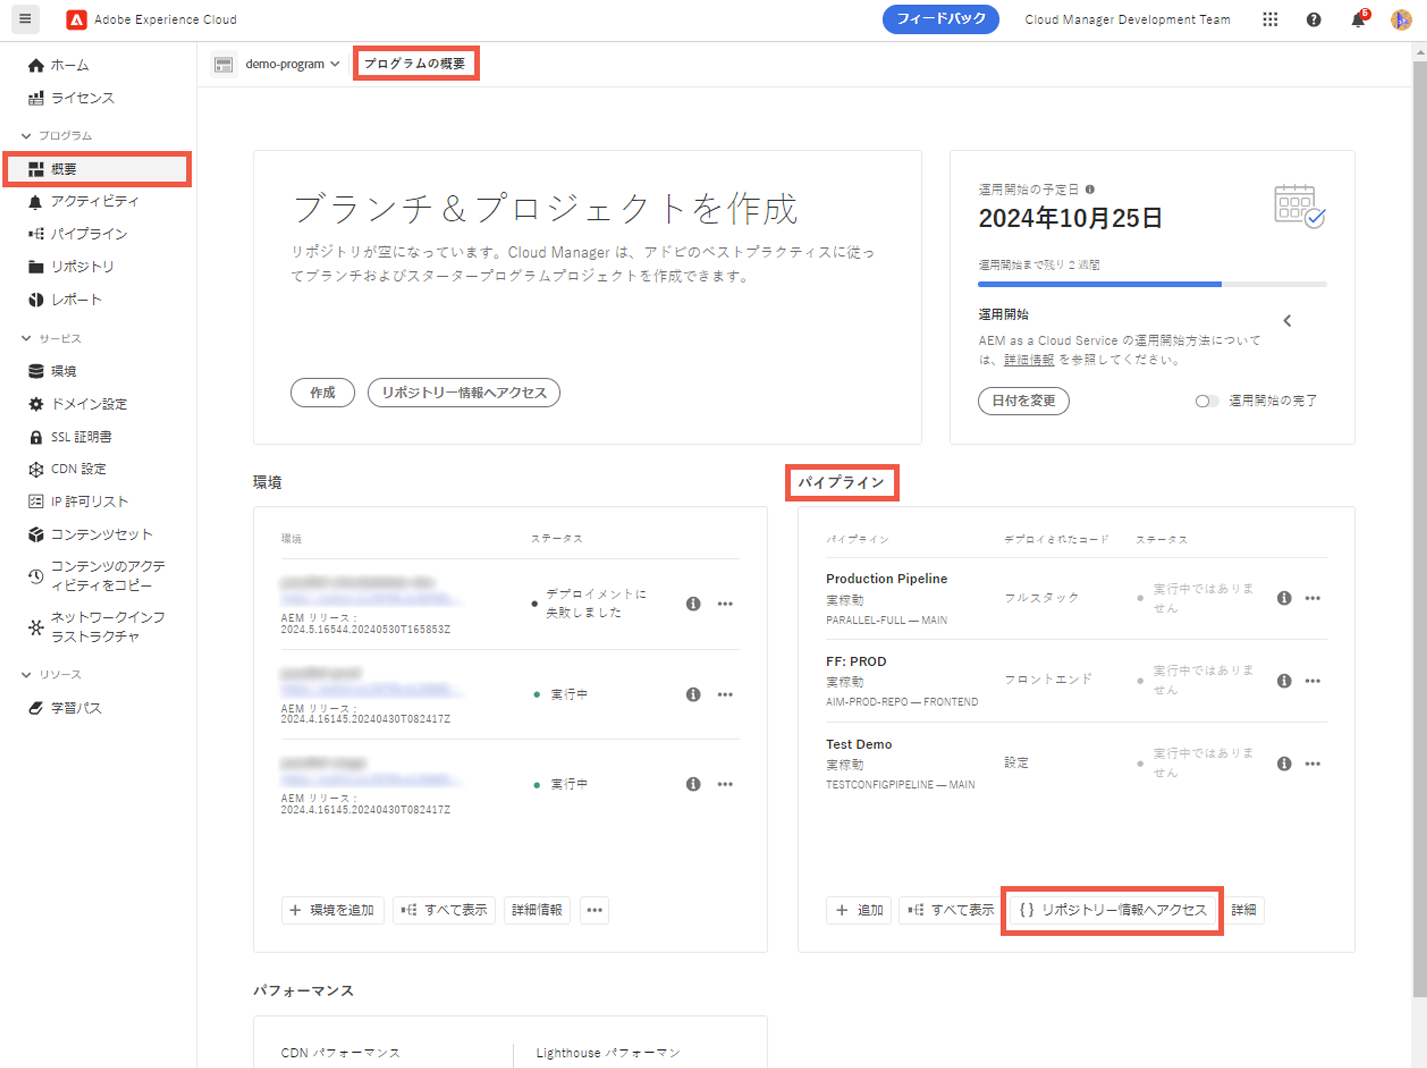 Adobe Experience Cloud
フィードバック
Cloud Manager Development Team
6
ホーム
ライセンス
プログラム
概要
アクティビティ
パイプライン
リポジトリ
レポート
サービス
環境
ドメイン設定
SSL 証明書
CDN 設定
IP 許可リスト
コンテンツセット
コンテンツのアクテ
ィビティをコピー
ネットワークインフ
ラストラクチャ
リソース
学習パス
demo-program
プログラムの概要
ブランチ＆プロジェクトを作成
リポジトリが空になっています。Cloud Manager は、アドビのベストプラクティスに従っ
てブランチおよびスタータープログラムプロジェクトを作成できます。
作成
リポジトリー情報へアクセス
運用開始の予定日
2024年10月25日
運用開始まで残り 2 週間
運用開始
AEM as a Cloud Service の運用開始方法について
は、詳細情報 を参照してください。
日付を変更
運用開始の完了
環境
環境
ステータス
AEM リリース：
2024.5.16544.20240530T165853Z
デプロイメントに
失敗しました
AEM リリース：
2024.4.16145.20240430T082417Z
実行中
AEM リリース：
2024.4.16145.20240430T082417Z
実行中
環境を追加
すべて表示
詳細情報
パイプライン
パイプライン
デプロイされたコード
ステータス
Production Pipeline
実稼動
PARALLEL-FULL — MAIN
フルスタック
実行中ではありま
せん
FF: PROD
実稼動
AIM-PROD-REPO — FRONTEND
フロントエンド
実行中ではありま
せん
Test Demo
実稼動
TESTCONFIGPIPELINE — MAIN
設定
実行中ではありま
せん
追加
すべて表示
{ } リポジトリー情報へアクセス
詳細
パフォーマンス
CDN パフォーマンス
Lighthouse パフォーマン